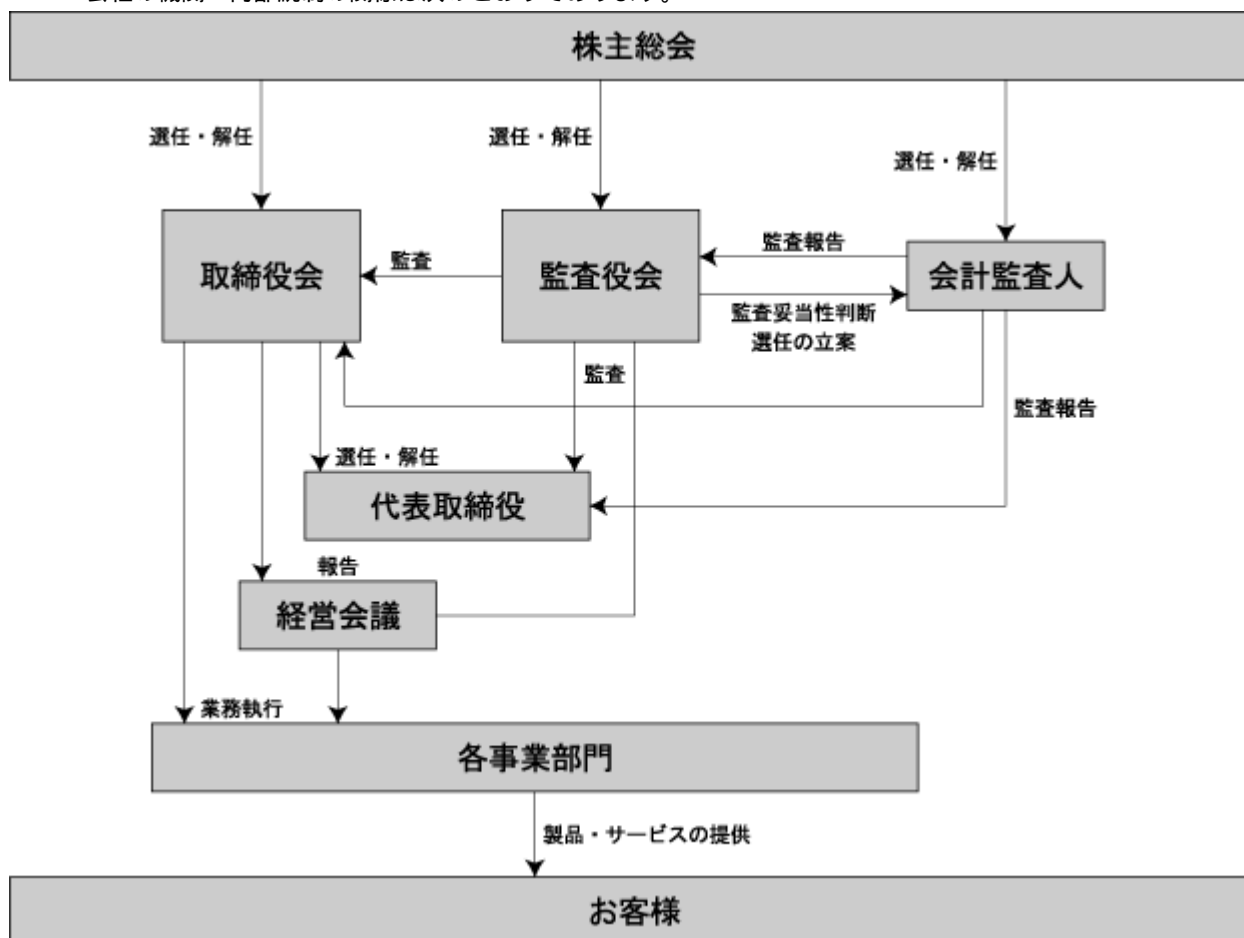 株主総会
選任・解任
選任・解任
選任・解任
取締役会
監査
監査役会
監査報告
会計監査人
監査妥当性判断
選任の立案
監査
監査報告
選任・解任
代表取締役
報告
経営会議
業務執行
各事業部門
製品・サービスの提供
お客様